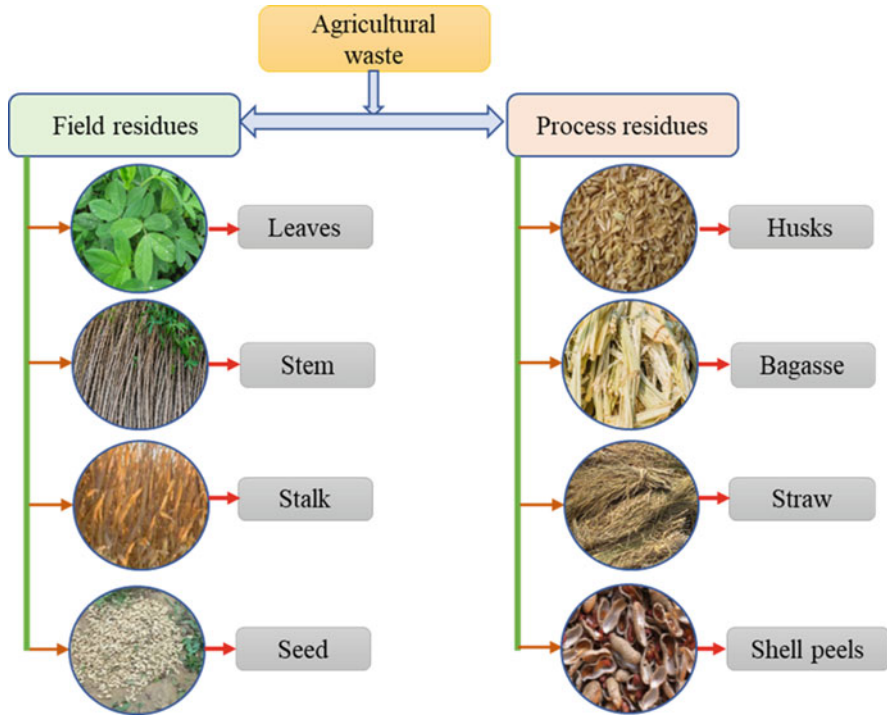 Agricultural
waste
Field residues
Process residues
Leaves
Husks
Stem
Bagasse
Stalk
Straw
Seed
Shell peels